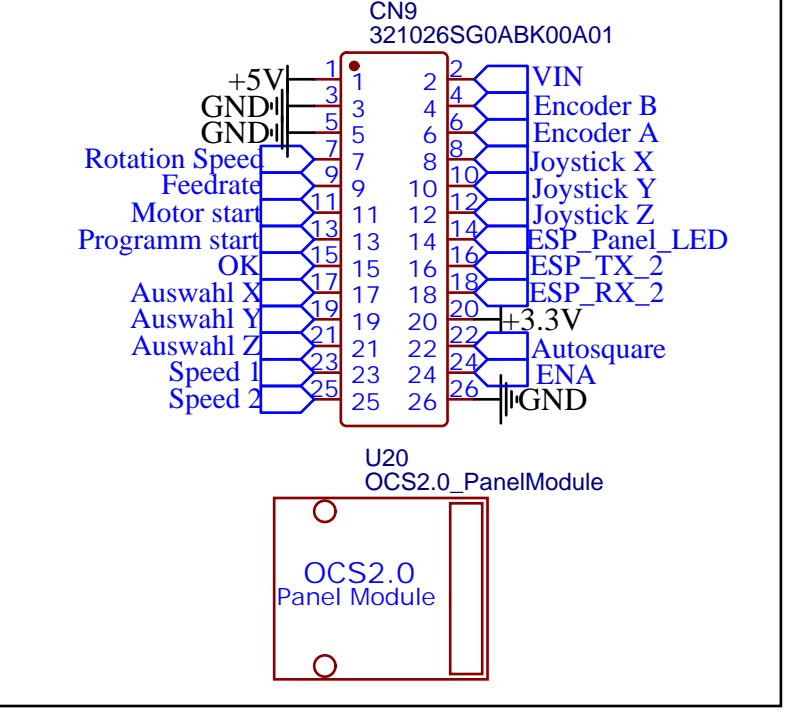 CN9
321026SG0ABK00A01
+5V 1 1 2 2 VIN
GND 3 3 4 4 Encoder B
GND 5 5 6 6 Encoder A
Rotation Speed 7 7 8 8 Joystick X
Feedrate 9 9 10 10 Joystick Y
Motor start 11 11 12 12 Joystick Z
Programm start 13 13 14 14 ESP_Panel_LED
OK 15 15 16 16 ESP_TX_2
Auswahl X 17 17 18 18 ESP_RX_2
Auswahl Y 19 19 20 20 +3.3V
Auswahl Z 21 21 22 22 Autosquare
Speed 1 23 23 24 24 ENA
Speed 2 25 25 26 26 GND
U20
OCS2.0_PanelModule
OCS2.0
Panel Module